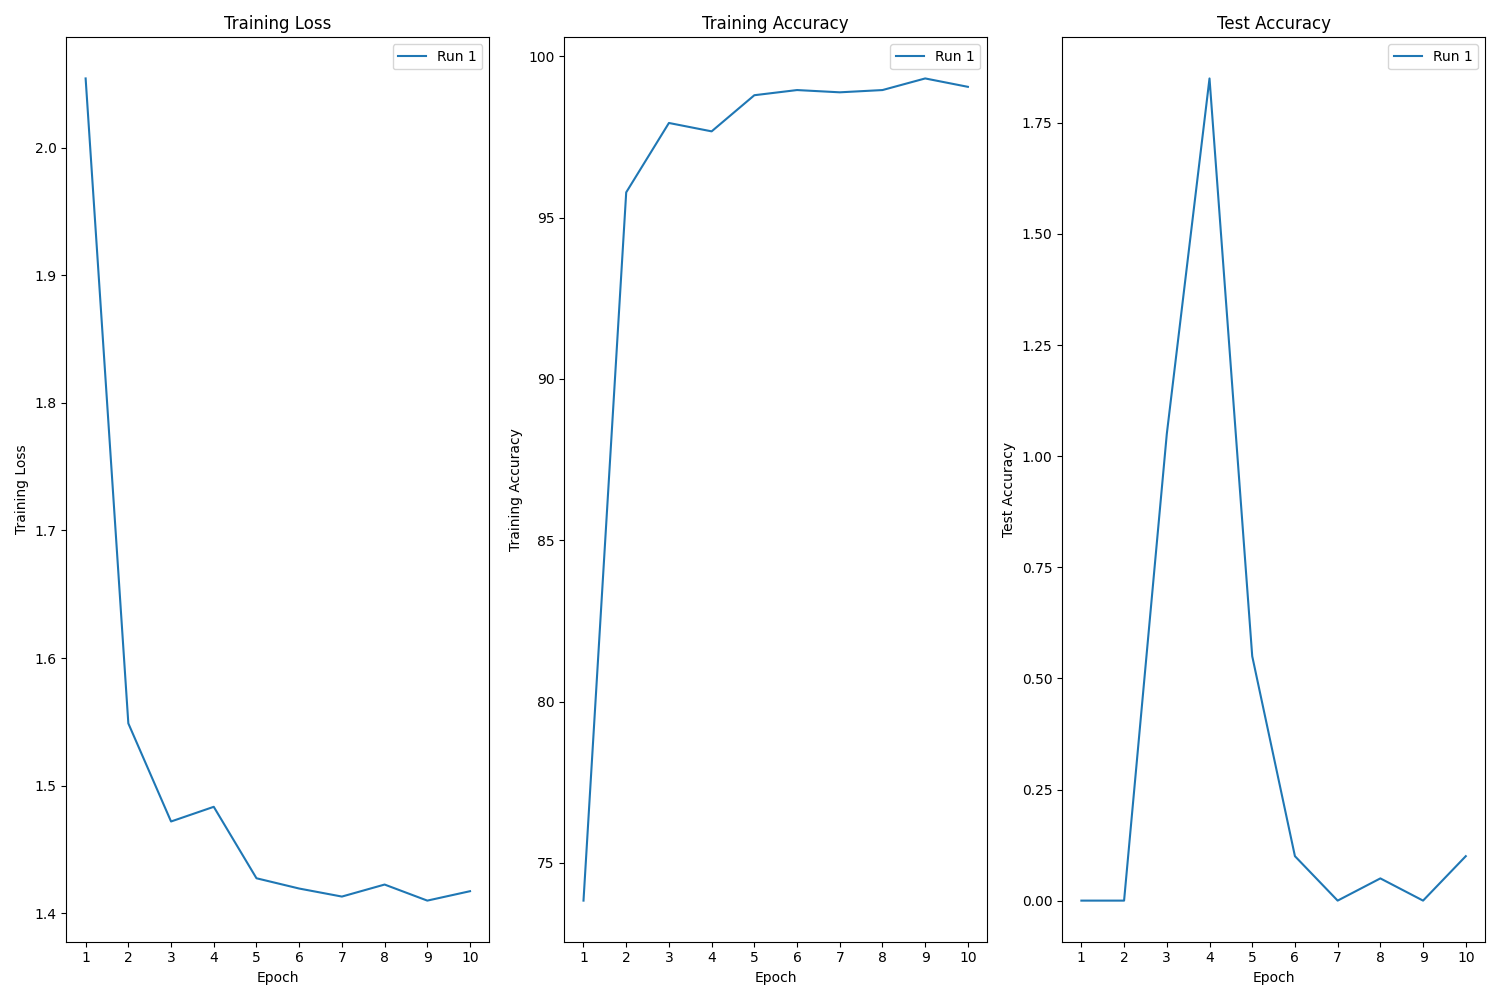 Training Loss
Run 1
2.0
1.9
1.8
1.7
1.6
1.5
1.4
Training Loss
1 2 3 4 5 6 7 8 9 10
Epoch
Training Accuracy
Run 1
100
95
90
85
80
75
Training Accuracy
1 2 3 4 5 6 7 8 9 10
Epoch
Test Accuracy
Run 1
1.75
1.50
1.25
1.00
0.75
0.50
0.25
0.00
Test Accuracy
1 2 3 4 5 6 7 8 9 10
Epoch